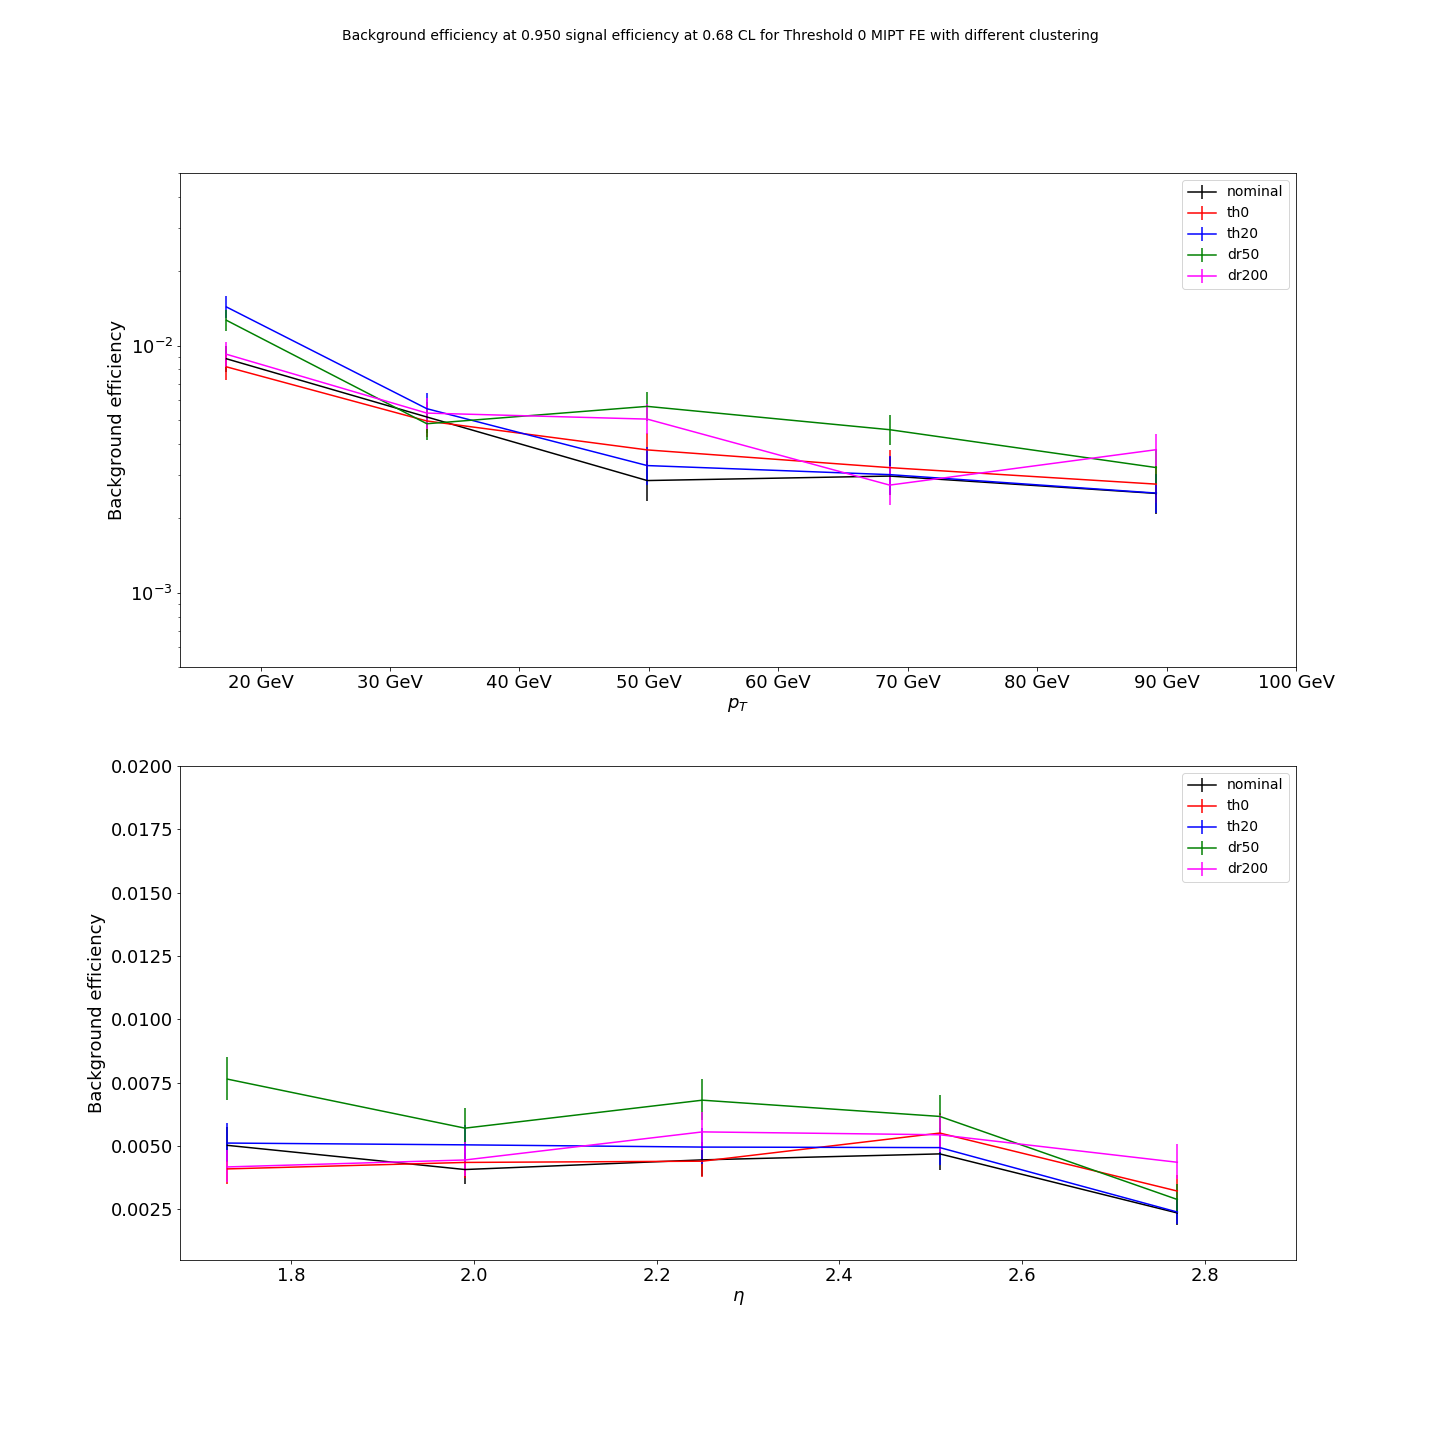 Background efficiency at 0.950 signal efficiency at 0.68 CL for Threshold 0 MIPT FE with different clustering
nominal
th0
th20
dr50
dr200
Background efficiency
10⁻²
10⁻³
20 GeV 30 GeV 40 GeV 50 GeV 60 GeV 70 GeV 80 GeV 90 GeV 100 GeV
p_T
nominal
th0
th20
dr50
dr200
Background efficiency
0.0200
0.0175
0.0150
0.0125
0.0100
0.0075
0.0050
0.0025
1.8 2.0 2.2 2.4 2.6 2.8
η